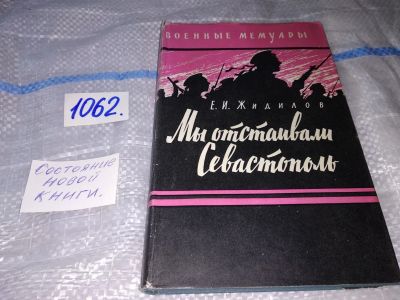 ВОЕННЫЕ МЕМУАРЫ
Е. И. ЖИДИЛОВ
Мы отстаивали
Севастополь
1062.
СОСТОЯНИЕ
НОВОЙ
КНИГИ.